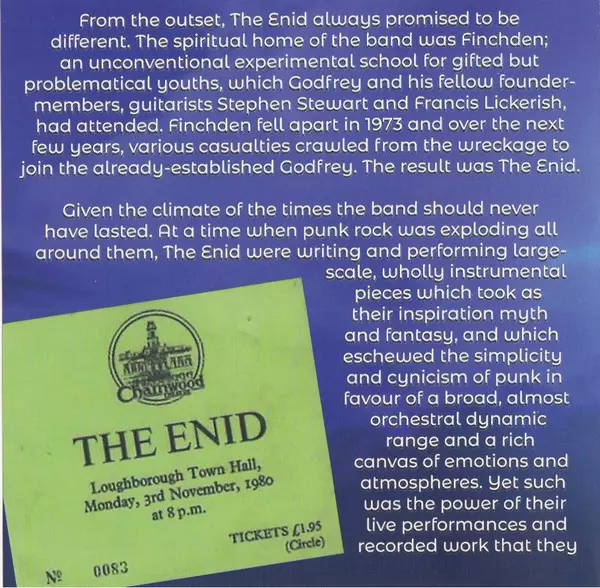 From the outset, The Enid always promised to be
different. The spiritual home of the band was Finchden;
an unconventional experimental school for gifted but
problematical youths, which Godfrey and his fellow founder-
members, guitarists Stephen Stewart and Francis Lickerish,
had attended. Finchden fell apart in 1973 and over the next
few years, various casualties crawled from the wreckage to
join the already-established Godfrey. The result was The Enid.
Given the climate of the times the band should never
have lasted. At a time when punk rock was exploding all
around them, The Enid were writing and performing large-
scale, wholly instrumental
pieces which took as
their inspiration myth
and fantasy, and which
eschewed the simplicity
and cynicism of punk in
favour of a broad, almost
orchestral dynamic
range and a rich
canvas of emotions and
atmospheres. Yet such
was the power of their
live performances and
recorded work that they
Charnwood
THE ENID
Loughborough Town Hall,
Monday, 3rd November, 1980
at 8 p.m.
TICKETS £1.95
(Circle)
Nº 0083